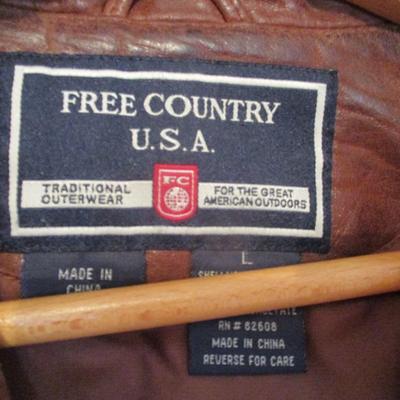 FREE COUNTRY
U.S.A.
TRADITIONAL
OUTERWEAR
FC
FOR THE GREAT
AMERICAN OUTDOORS
MADE IN
CHINA
L
RN # 62608
MADE IN CHINA
REVERSE FOR CARE